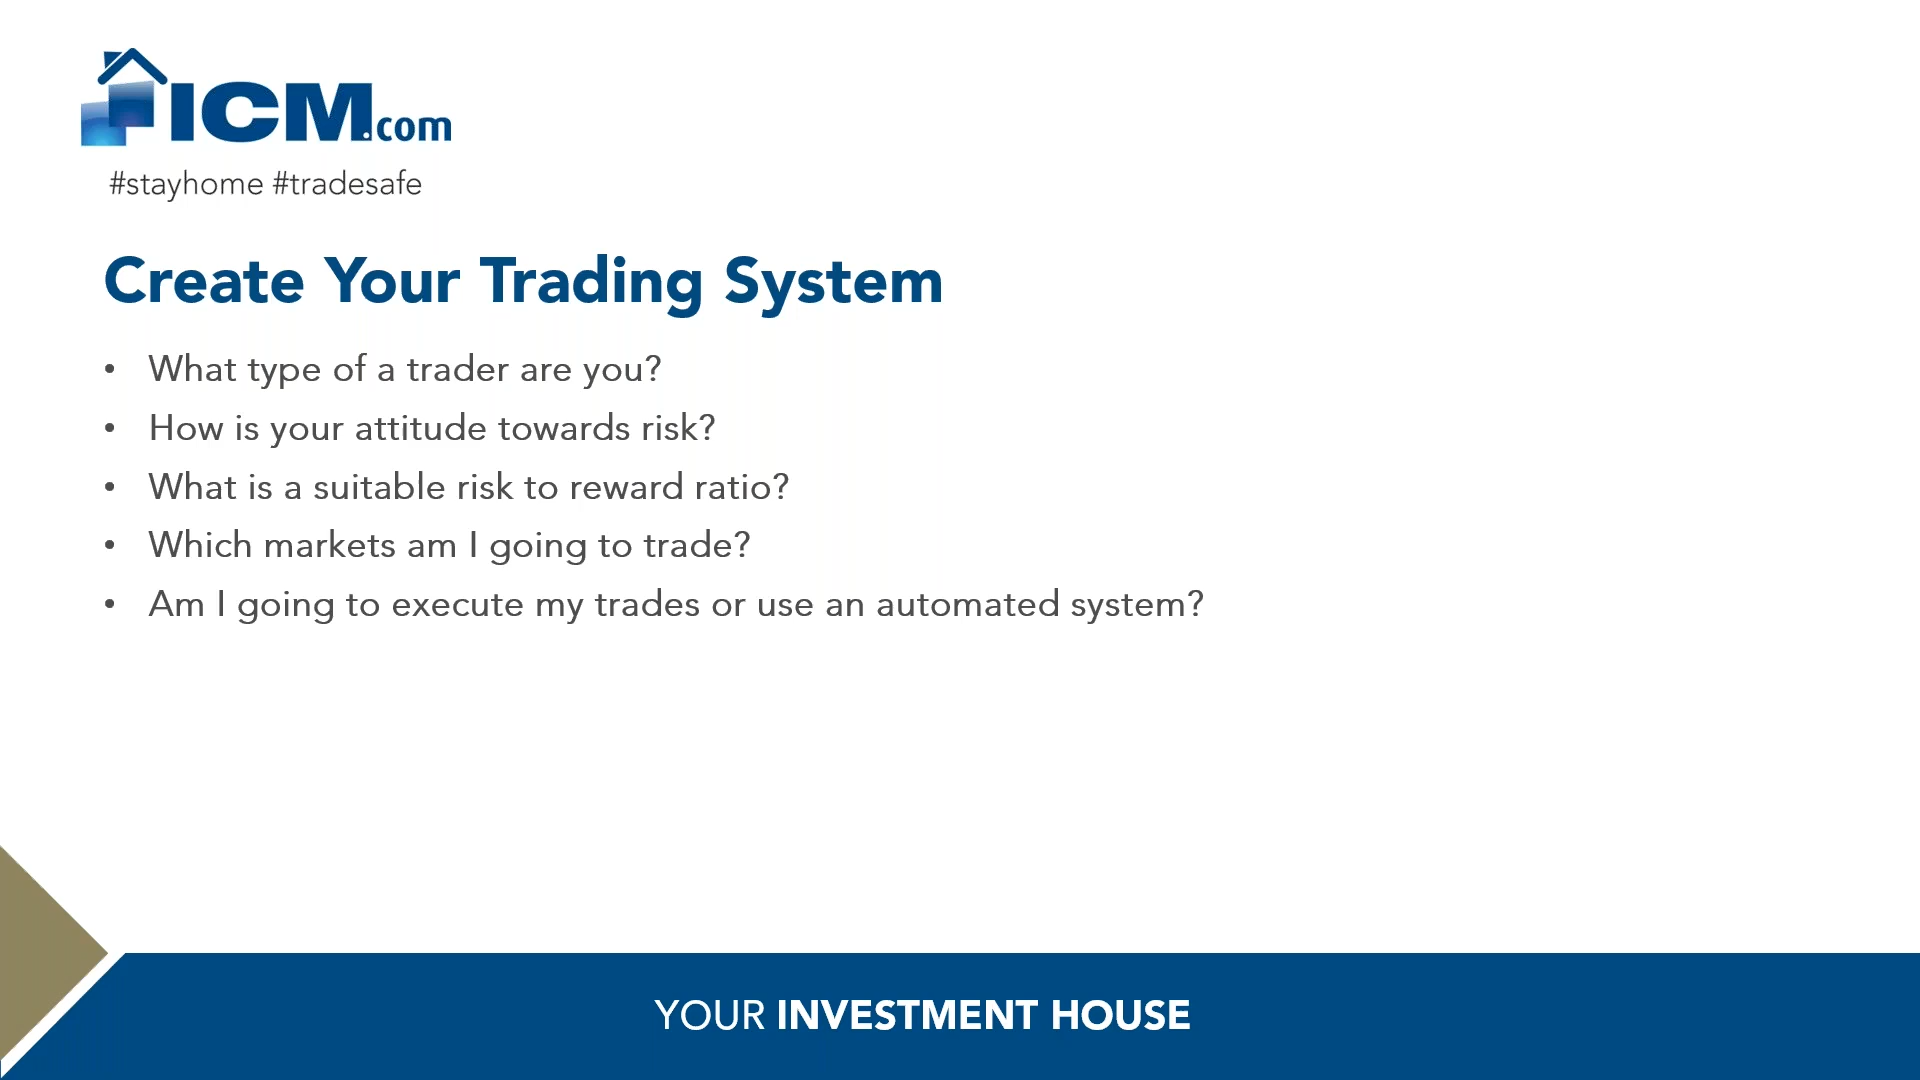 ICM.com
#stayhome #tradesafe
Create Your Trading System
• What type of a trader are you?
• How is your attitude towards risk?
• What is a suitable risk to reward ratio?
• Which markets am I going to trade?
• Am I going to execute my trades or use an automated system?
YOUR INVESTMENT HOUSE